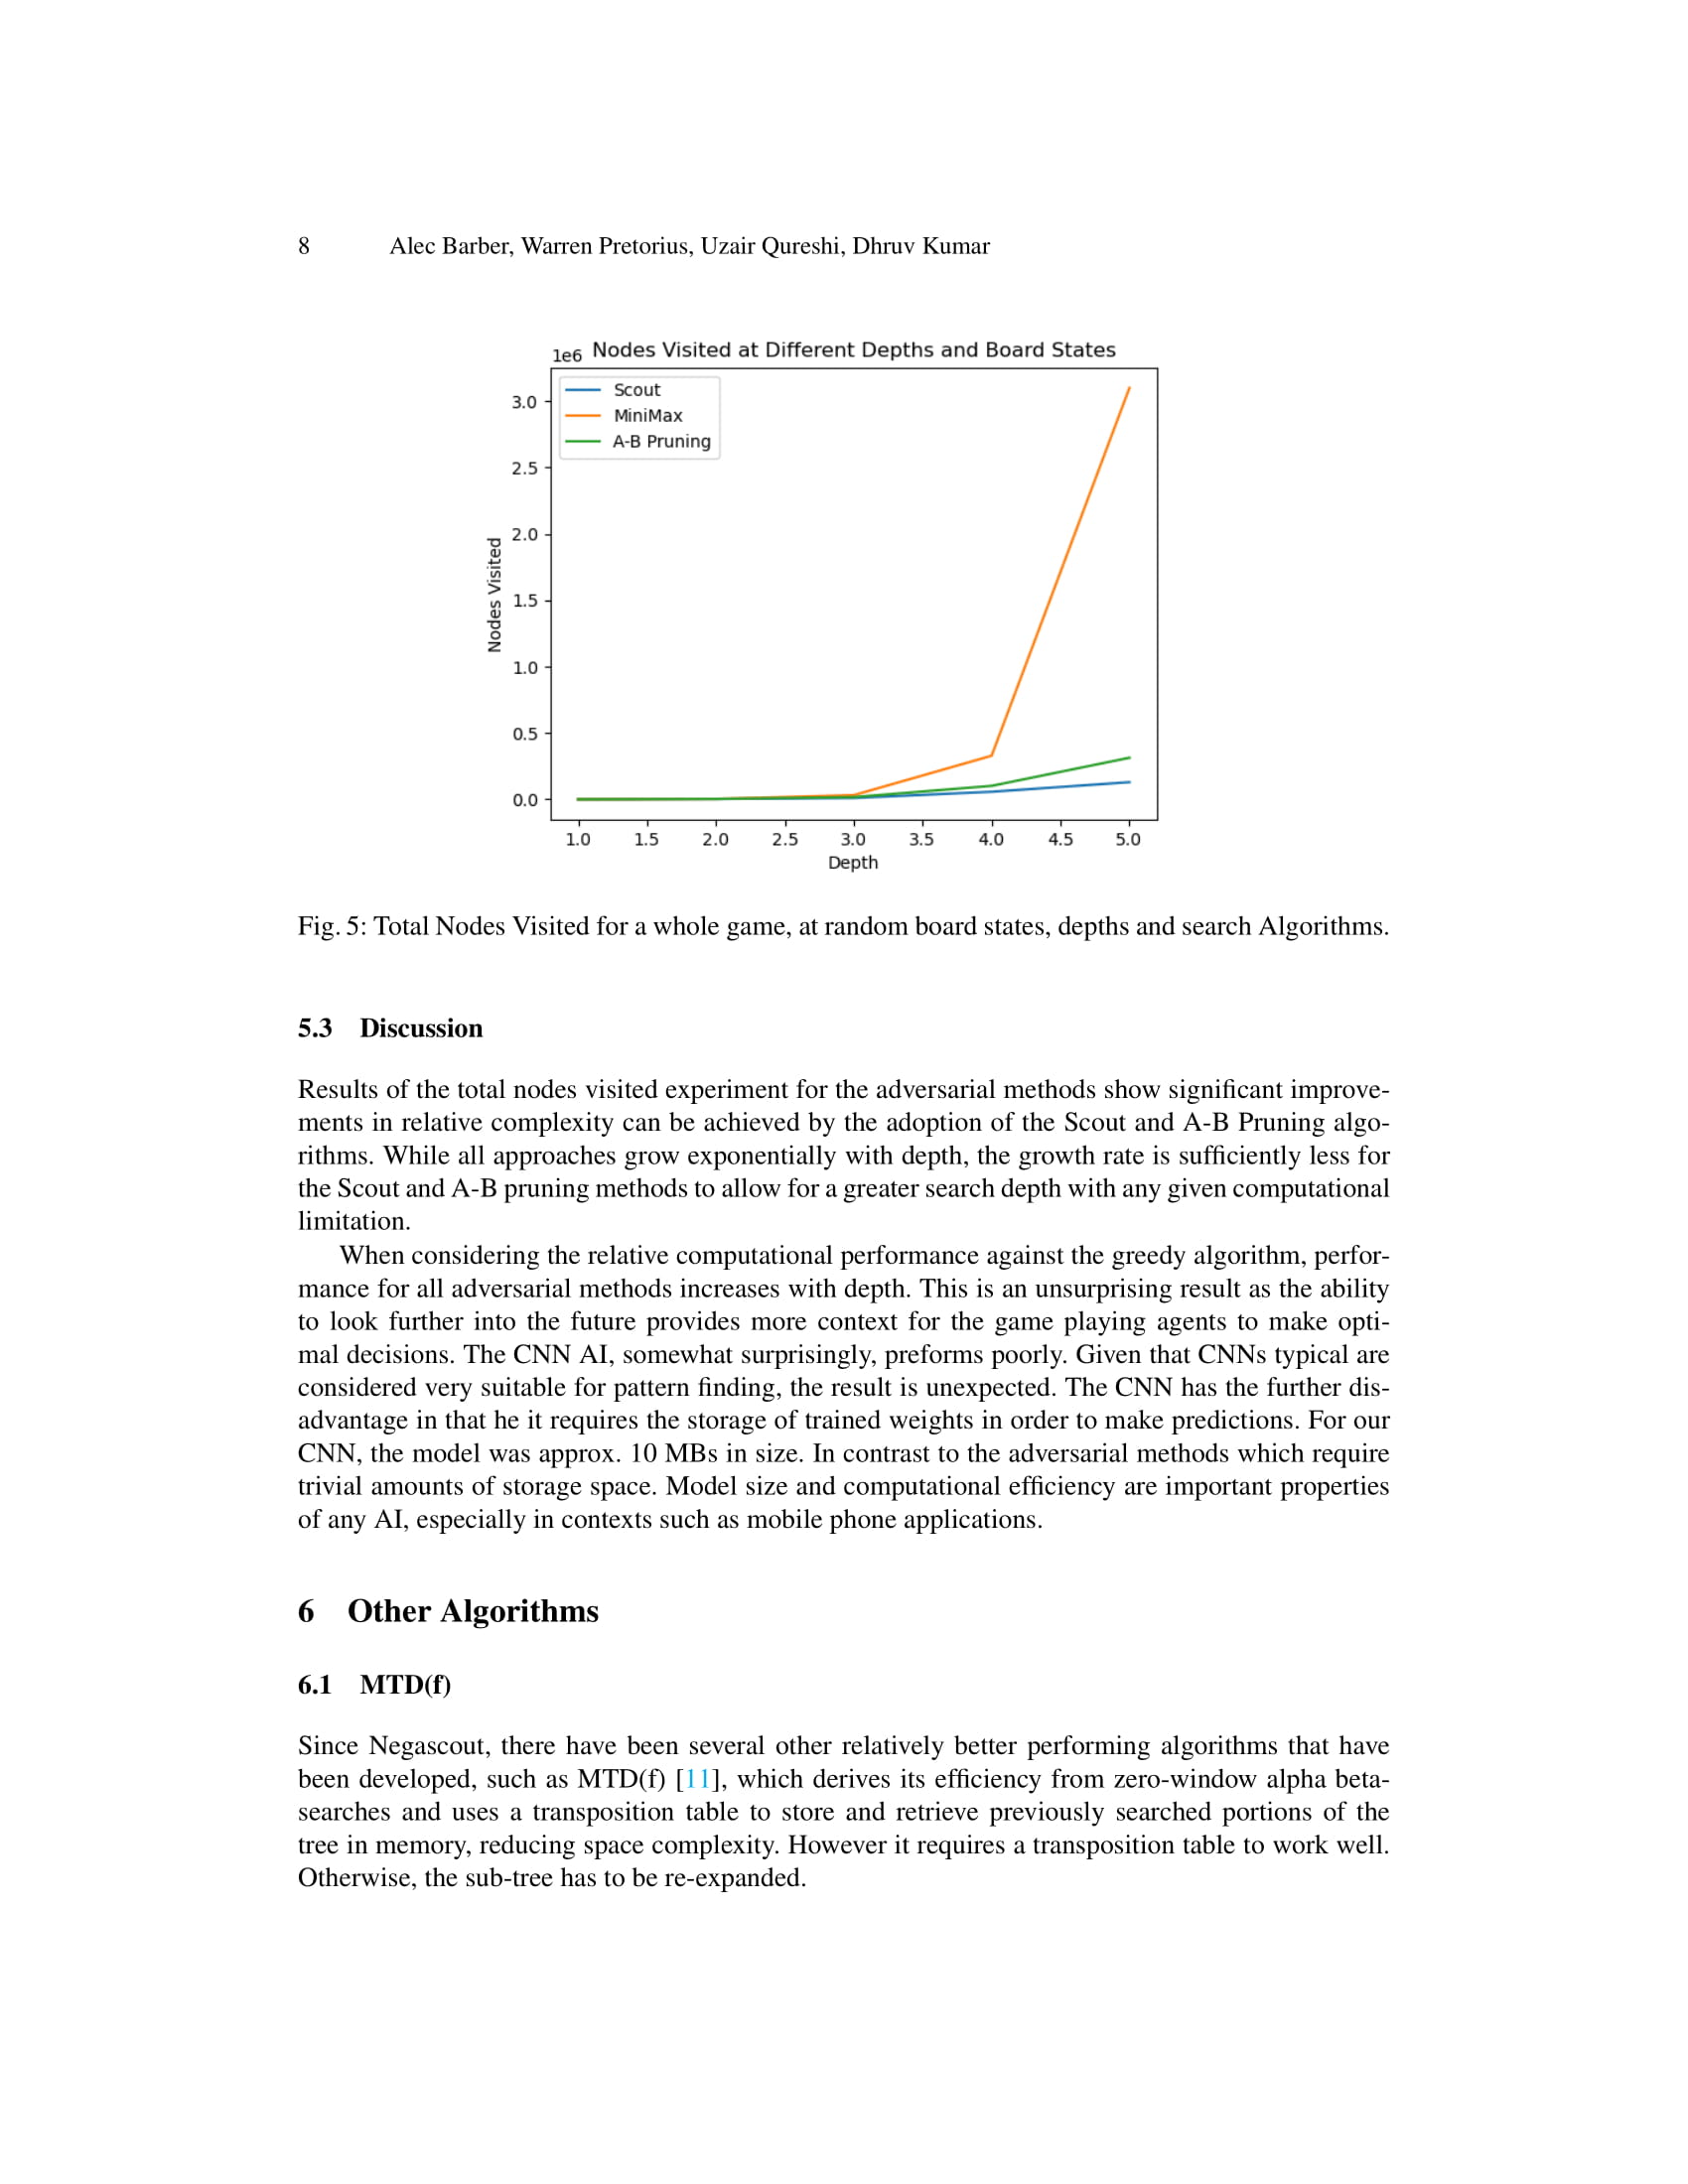 8 Alec Barber, Warren Pretorius, Uzair Qureshi, Dhruv Kumar
1e6 Nodes Visited at Different Depths and Board States
Scout
MiniMax
A-B Pruning
3.0
2.5
2.0
1.5
1.0
0.5
0.0
Nodes Visited
1.0 1.5 2.0 2.5 3.0 3.5 4.0 4.5 5.0
Depth
Fig. 5: Total Nodes Visited for a whole game, at random board states, depths and search Algorithms.
5.3 Discussion
Results of the total nodes visited experiment for the adversarial methods show significant improve-
ments in relative complexity can be achieved by the adoption of the Scout and A-B Pruning algo-
rithms. While all approaches grow exponentially with depth, the growth rate is sufficiently less for
the Scout and A-B pruning methods to allow for a greater search depth with any given computational
limitation.
When considering the relative computational performance against the greedy algorithm, perfor-
mance for all adversarial methods increases with depth. This is an unsurprising result as the ability
to look further into the future provides more context for the game playing agents to make opti-
mal decisions. The CNN AI, somewhat surprisingly, preforms poorly. Given that CNNs typical are
considered very suitable for pattern finding, the result is unexpected. The CNN has the further dis-
advantage in that he it requires the storage of trained weights in order to make predictions. For our
CNN, the model was approx. 10 MBs in size. In contrast to the adversarial methods which require
trivial amounts of storage space. Model size and computational efficiency are important properties
of any AI, especially in contexts such as mobile phone applications.
6 Other Algorithms
6.1 MTD(f)
Since Negascout, there have been several other relatively better performing algorithms that have
been developed, such as MTD(f) [11], which derives its efficiency from zero-window alpha beta-
searches and uses a transposition table to store and retrieve previously searched portions of the
tree in memory, reducing space complexity. However it requires a transposition table to work well.
Otherwise, the sub-tree has to be re-expanded.